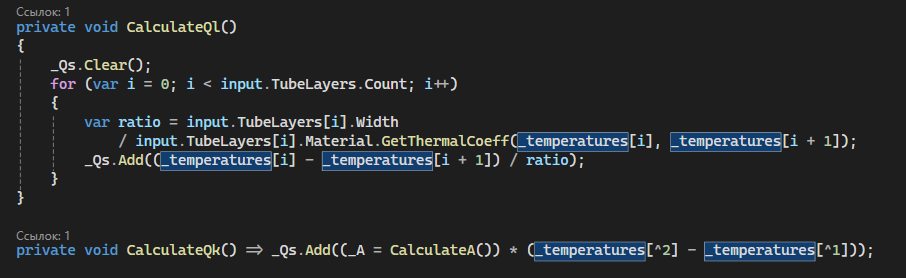 Ссылок: 1
private void CalculateQl()
{
_Qs.Clear();
for (var i = 0; i < input.TubeLayers.Count; i++)
{
var ratio = input.TubeLayers[i].Width
/ input.TubeLayers[i].Material.GetThermalCoeff(_temperatures[i], _temperatures[i + 1]);
_Qs.Add((_temperatures[i] - _temperatures[i + 1]) / ratio);
}
}
Ссылок: 1
private void CalculateQk() => _Qs.Add((_A = CalculateA()) * (_temperatures[^2] - _temperatures[^1]));